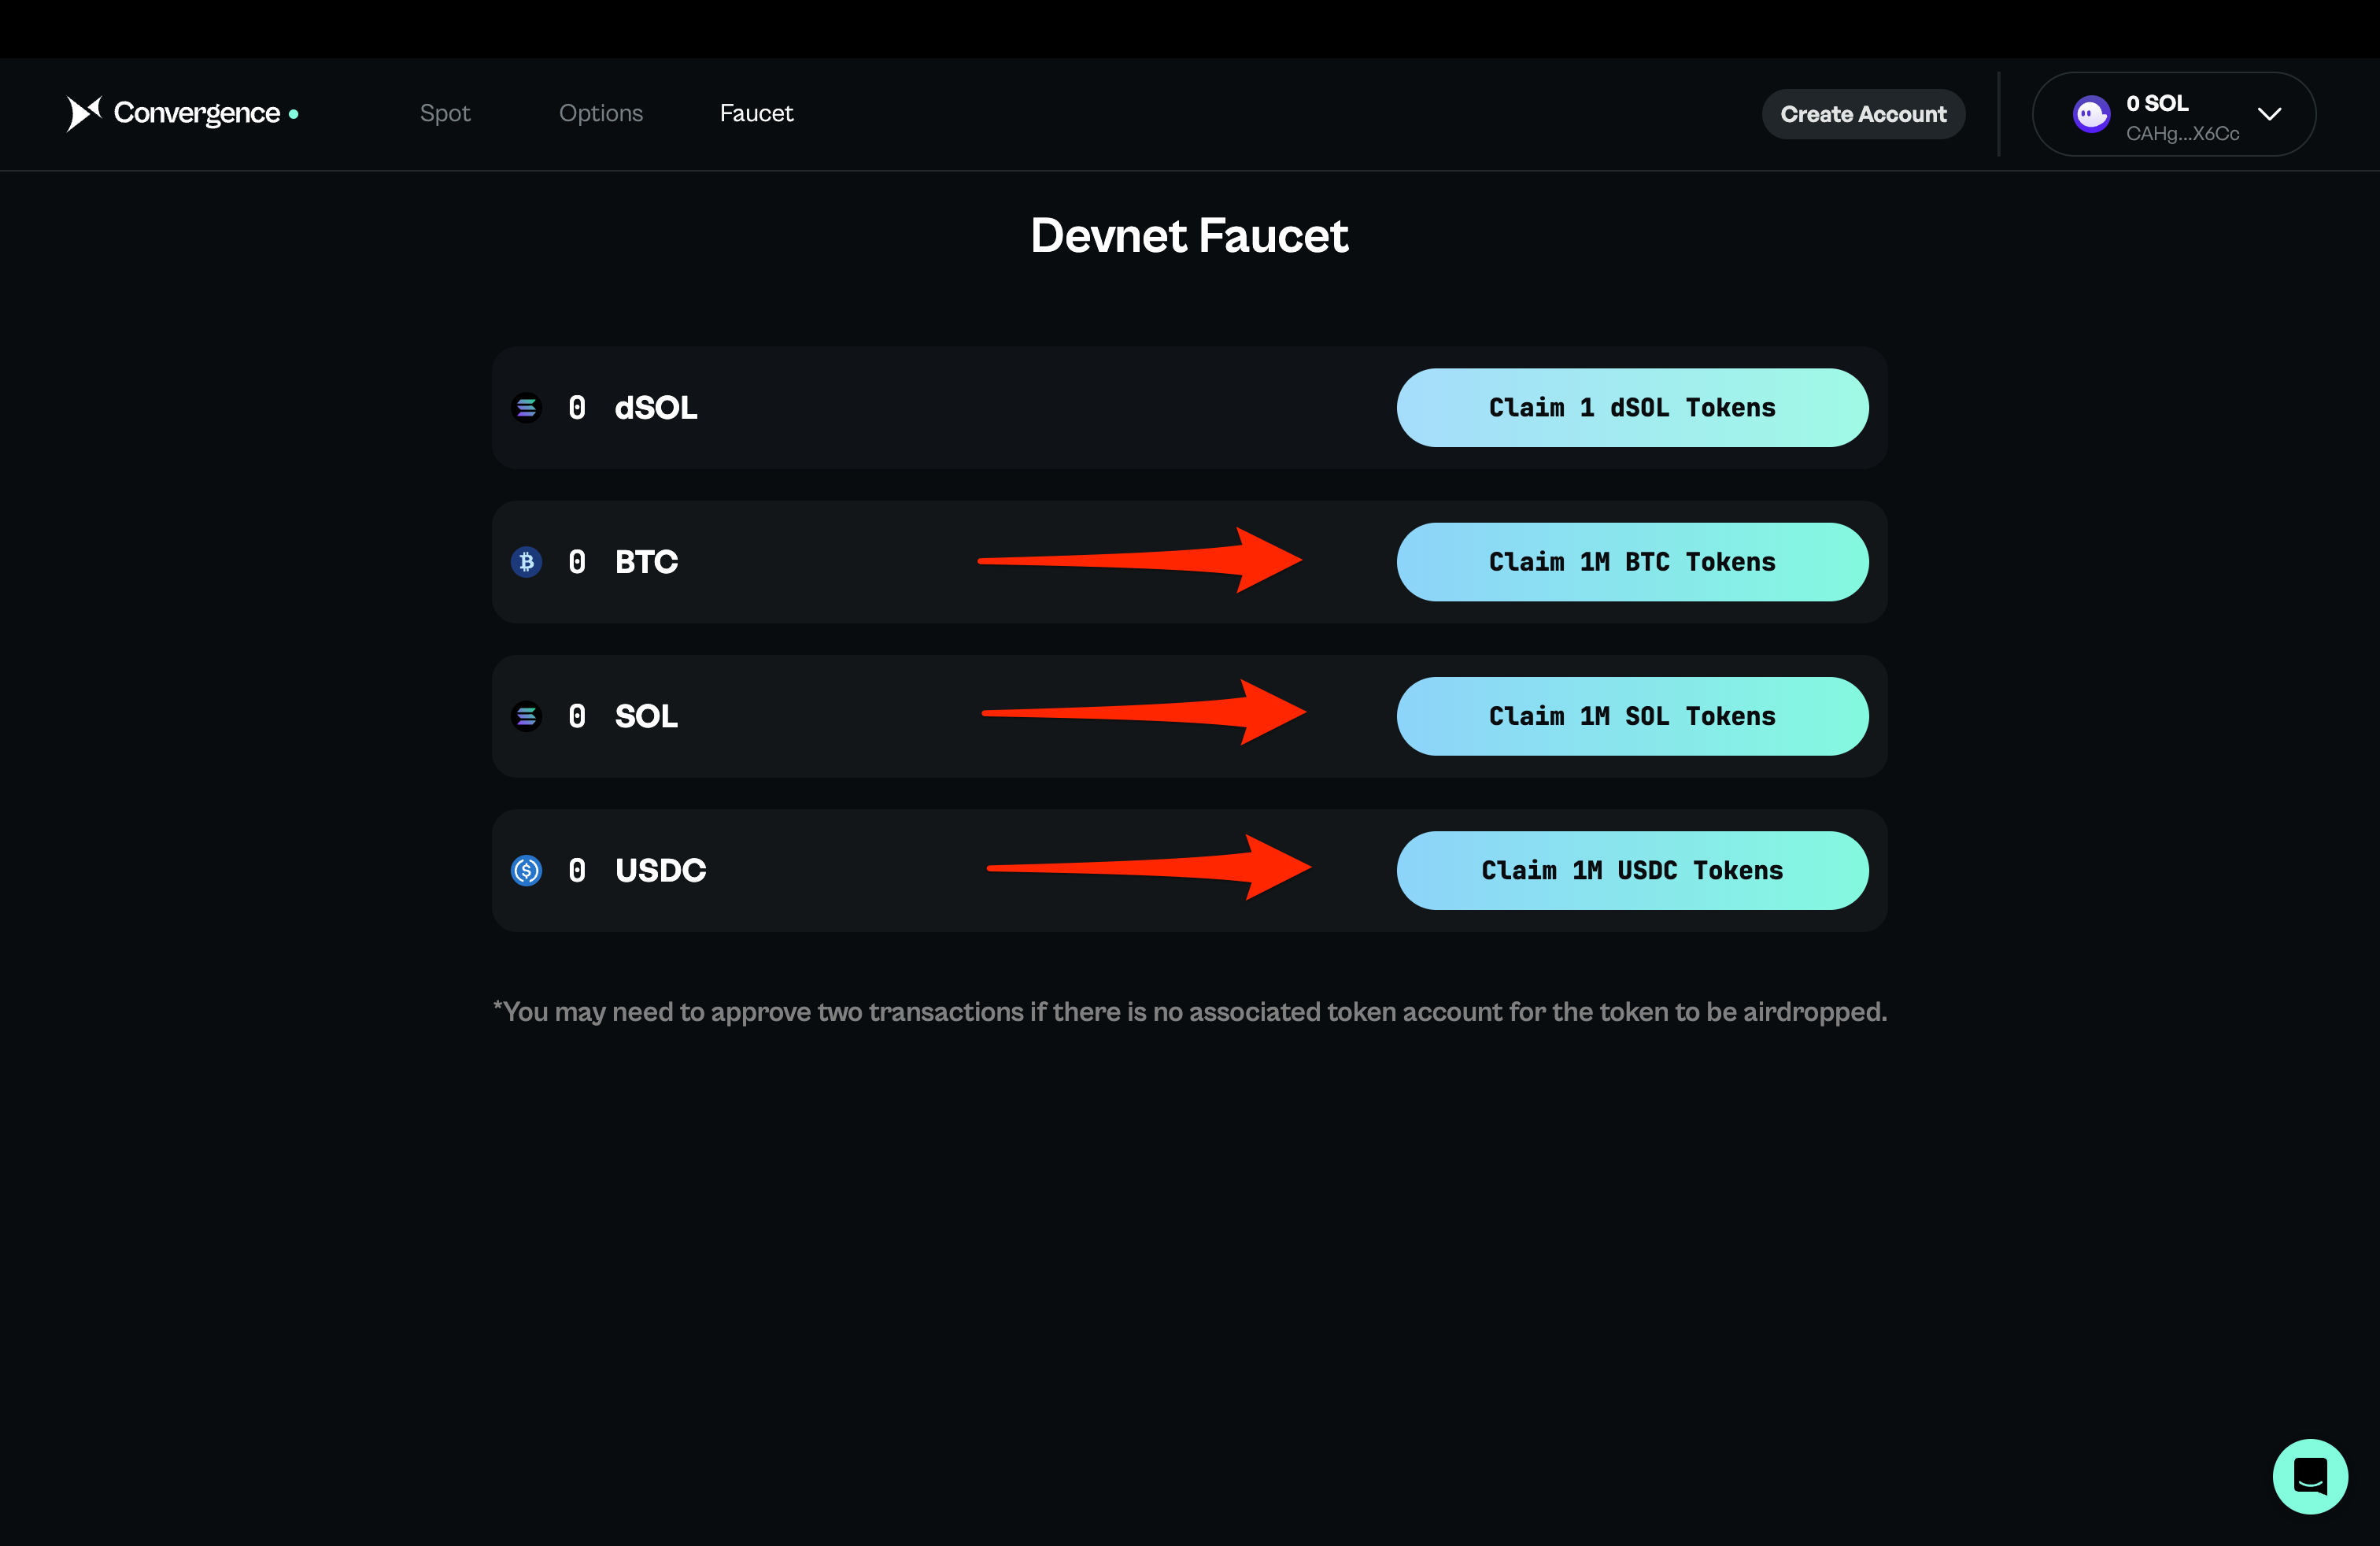 Convergence
Spot
Options
Faucet
Create Account
0 SOL
CAHg...X6Cc
Devnet Faucet
0 dSOL
Claim 1 dSOL Tokens
0 BTC
Claim 1M BTC Tokens
0 SOL
Claim 1M SOL Tokens
0 USDC
Claim 1M USDC Tokens
*You may need to approve two transactions if there is no associated token account for the token to be airdropped.